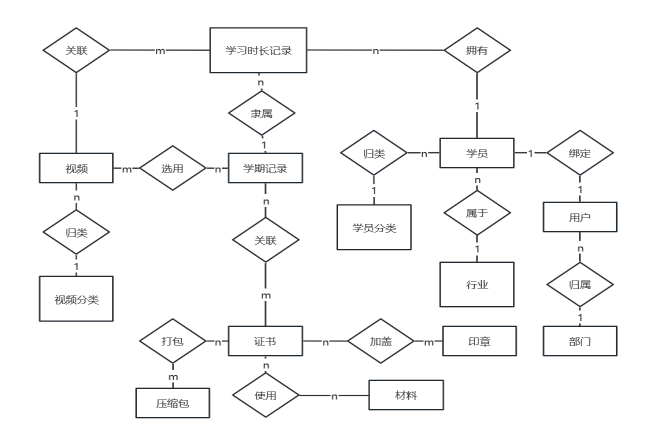 关联
m
学习时长记录
n
拥有
1
n
隶属
1
1
视频
m
选用
n
学期记录
归类
n
学员
1
绑定
n
归类
1
视频分类
n
关联
m
1
学员分类
n
属于
1
行业
1
用户
n
归属
1
部门
打包
n
证书
n
加盖
m
印章
m
压缩包
n
使用
n
材料